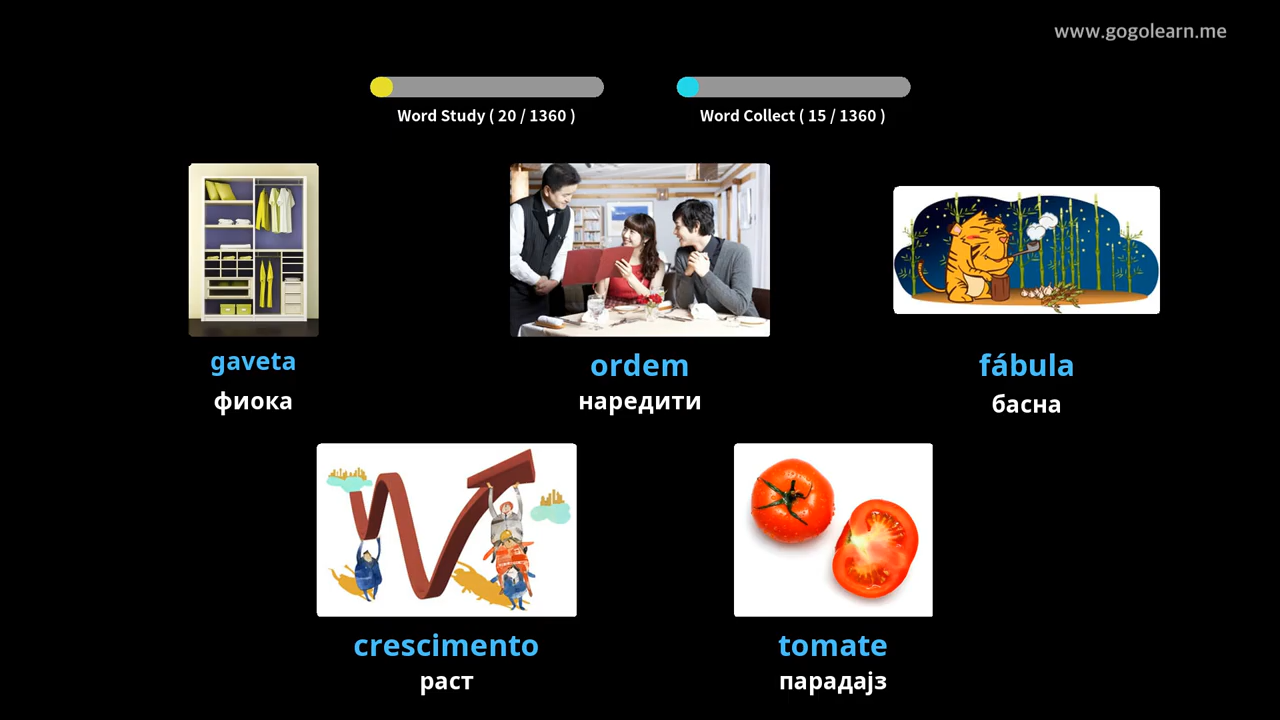 www.gogolearn.me
Word Study ( 20 / 1360 )
Word Collect ( 15 / 1360 )
gaveta
фиока
ordem
наредити
fábula
басна
crescimento
раст
tomate
парадајз